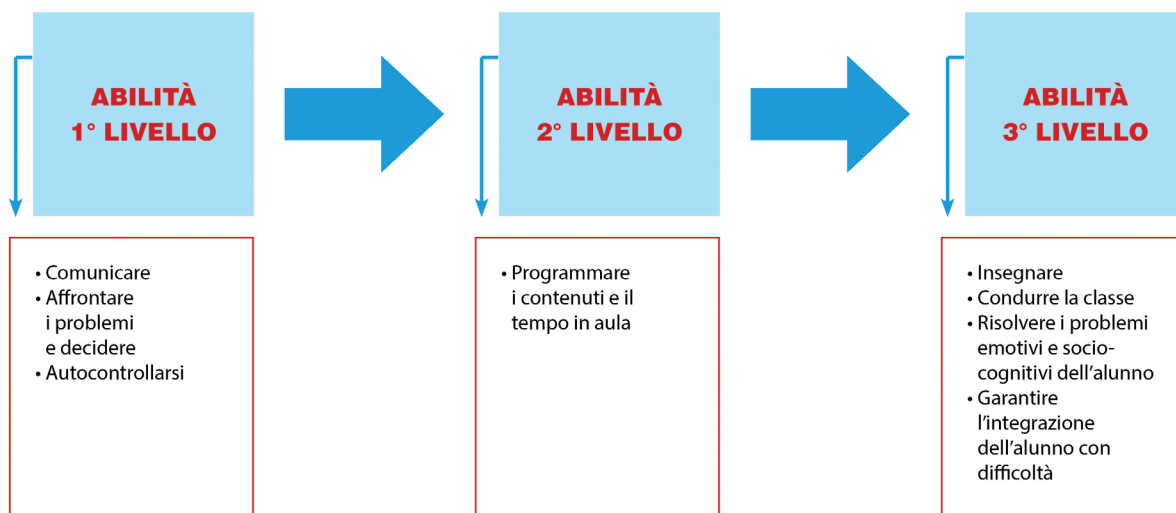 ABILITÀ
1° LIVELLO
ABILITÀ
2° LIVELLO
ABILITÀ
3° LIVELLO
• Comunicare
• Affrontare
i problemi
e decidere
• Autocontrollarsi
• Programmare
i contenuti e il
tempo in aula
• Insegnare
• Condurre la classe
• Risolvere i problemi
emotivi e socio-
cognitivi dell’alunno
• Garantire
l’integrazione
dell’alunno con
difficoltà